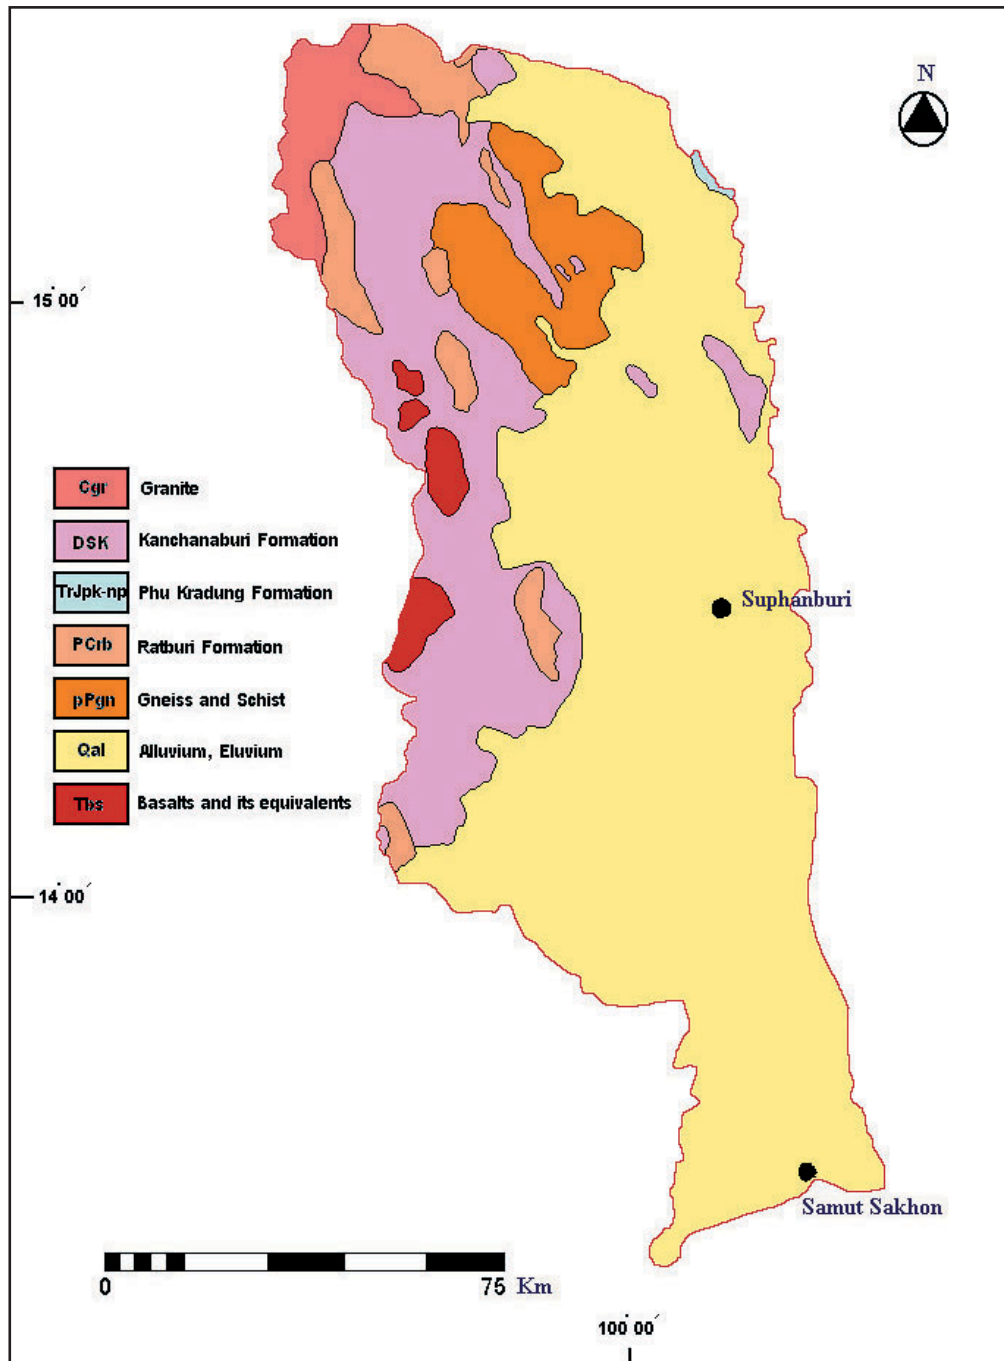 N
15°00′
Cgr Granite
DSK Kanchanaburi Formation
TrJpk-np Phu Kradung Formation
PCrb Ratburi Formation
pPgn Gneiss and Schist
Qal Alluvium, Eluvium
Tbs Basalts and its equivalents
Suphanburi
14°00′
Samut Sakhon
0 75 Km
100°00′